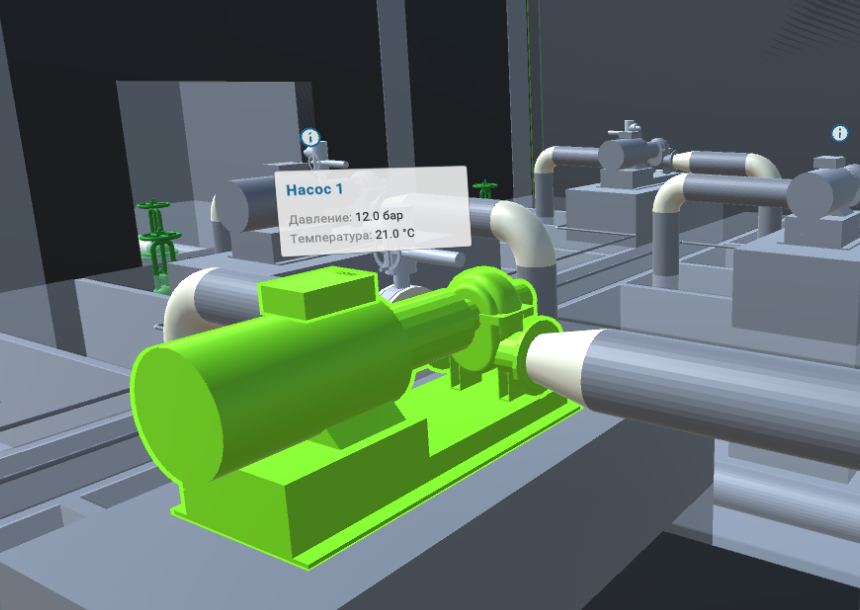 Насос 1
Давление: 12.0 бар
Температура: 21.0 °C